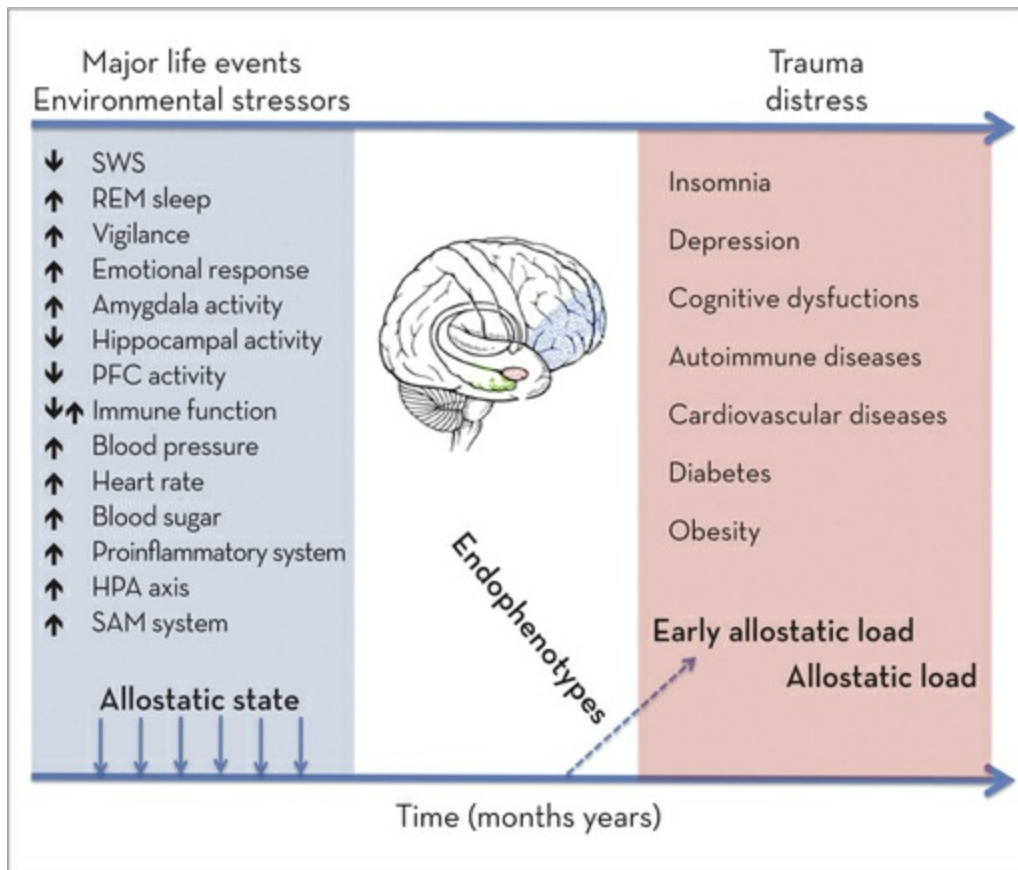 Major life events
Environmental stressors
Trauma
distress
↓ SWS
↑ REM sleep
↑ Vigilance
↑ Emotional response
↑ Amygdala activity
↓ Hippocampal activity
↓ PFC activity
↓↑ Immune function
↑ Blood pressure
↑ Heart rate
↑ Blood sugar
↑ Proinflammatory system
↑ HPA axis
↑ SAM system
Allostatic state
Endophenotypes
Insomnia
Depression
Cognitive dysfuctions
Autoimmune diseases
Cardiovascular diseases
Diabetes
Obesity
Early allostatic load
Allostatic load
Time (months years)